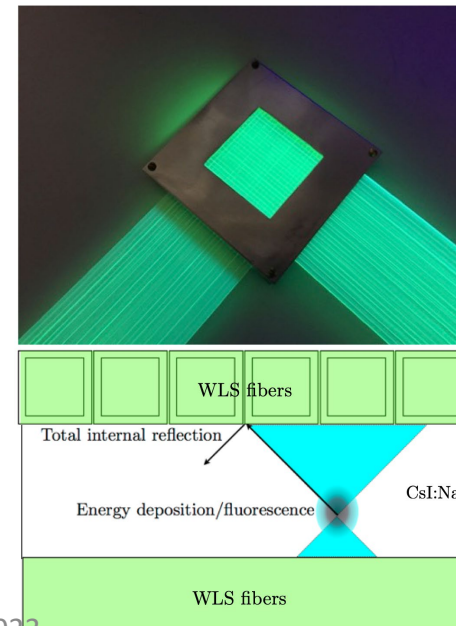 WLS fibers
Total internal reflection
CsI:Na
Energy deposition/fluorescence
WLS fibers